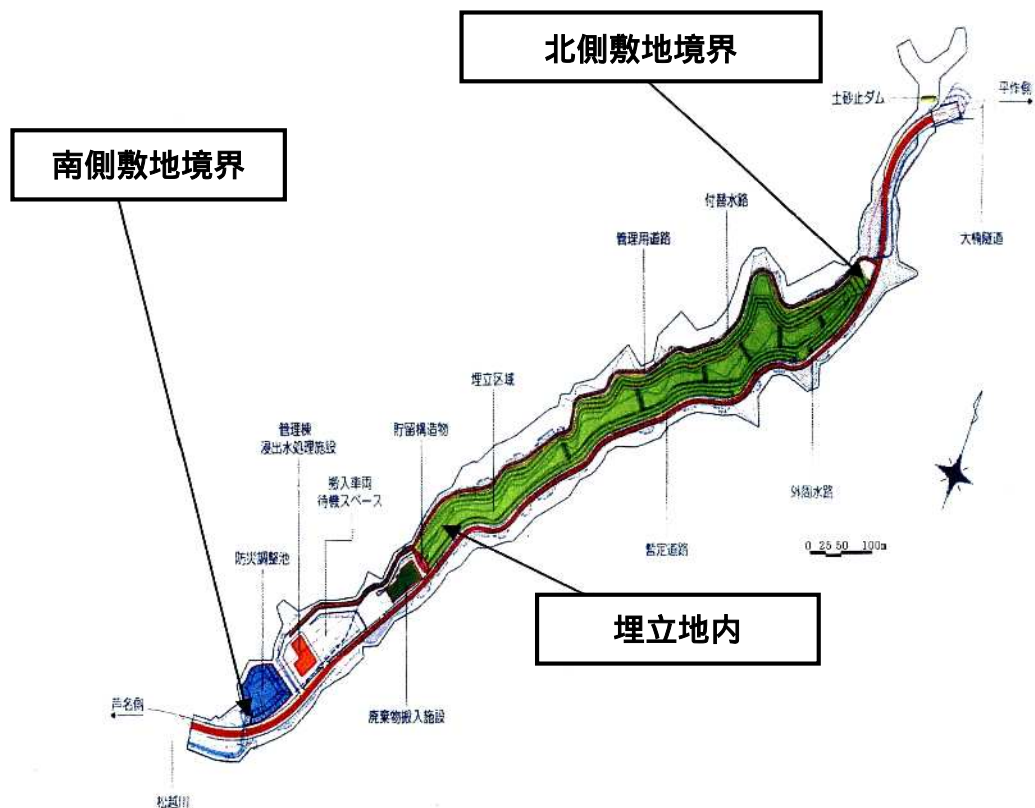 北側敷地境界
土砂止ダム
平作側
南側敷地境界
付替水路
管理用道路
大楠隧道
埋立区域
管理棟
浸出水処理施設
貯留構造物
搬入車両
待機スペース
外周水路
防災調整池
暫定道路
0 25 50 100m
埋立地内
芦名側
廃棄物搬入施設
松越川